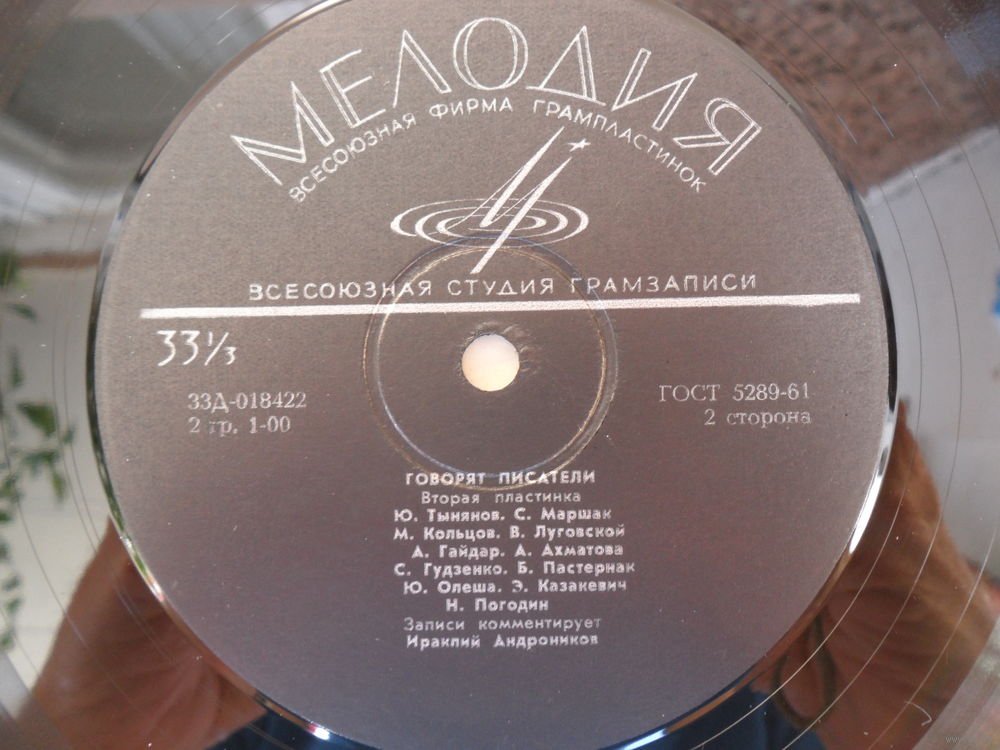 МЕЛОДИЯ
ВСЕСОЮЗНАЯ ФИРМА ГРАМПЛАСТИНОК
ВСЕСОЮЗНАЯ СТУДИЯ ГРАМЗАПИСИ
33⅓
33Д-018422
ГОСТ 5289-61
2 гр. 1-00
2 сторона
ГОВОРЯТ ПИСАТЕЛИ
Вторая пластинка
Ю. Тынянов. С. Маршак
М. Кольцов. В. Луговской
А. Гайдар. А. Ахматова
С. Гудзенко. Б. Пастернак
Ю. Олеша. Э. Казакевич
Н. Погодин
Записи комментирует
Ираклий Андроников